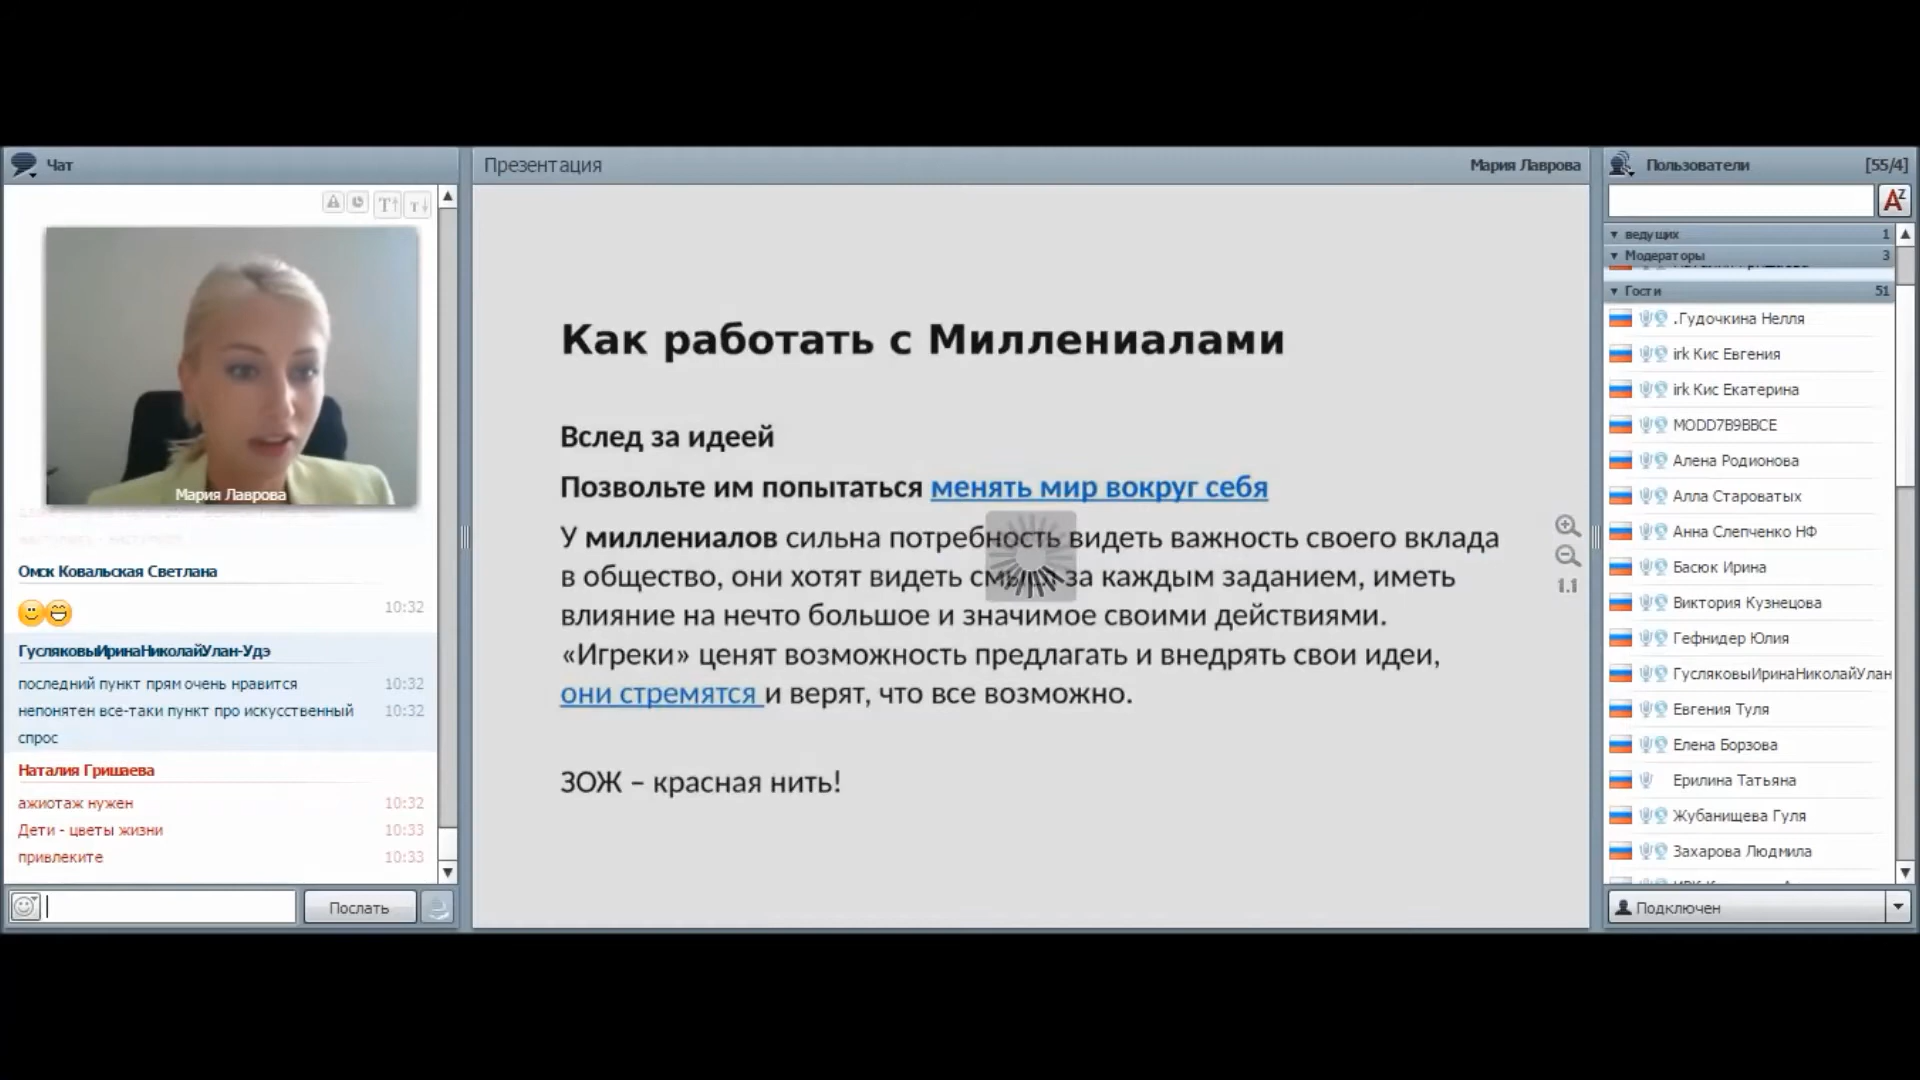 Чат
Мария Лаврова
Омск Ковальская Светлана
10:32
ГусляковыИринаНиколайУлан-Удэ
последний пункт прям очень нравится 10:32
непонятен все-таки пункт про искусственный 10:32
спрос
Наталия Гришаева
ажиотаж нужен 10:32
Дети - цветы жизни 10:33
привлеките 10:33
Послать
Презентация Мария Лаврова
Как работать с Миллениалами
Вслед за идеей
Позвольте им попытаться менять мир вокруг себя
У миллениалов сильна потребность видеть важность своего вклада
в общество, они хотят видеть смысл за каждым заданием, иметь
влияние на нечто большое и значимое своими действиями.
«Игреки» ценят возможность предлагать и внедрять свои идеи,
они стремятся и верят, что все возможно.
ЗОЖ – красная нить!
1.1
Пользователи [55/4]
AZ
ведущих 1
Модераторы 3
Гости 51
.Гудочкина Нелля
irk Кис Евгения
irk Кис Екатерина
MODD7B9BBCE
Алена Родионова
Алла Староватых
Анна Слепченко НФ
Басюк Ирина
Виктория Кузнецова
Гефнидер Юлия
ГусляковыИринаНиколайУлан
Евгения Туля
Елена Борзова
Ерилина Татьяна
Жубанищева Гуля
Захарова Людмила
Подключен